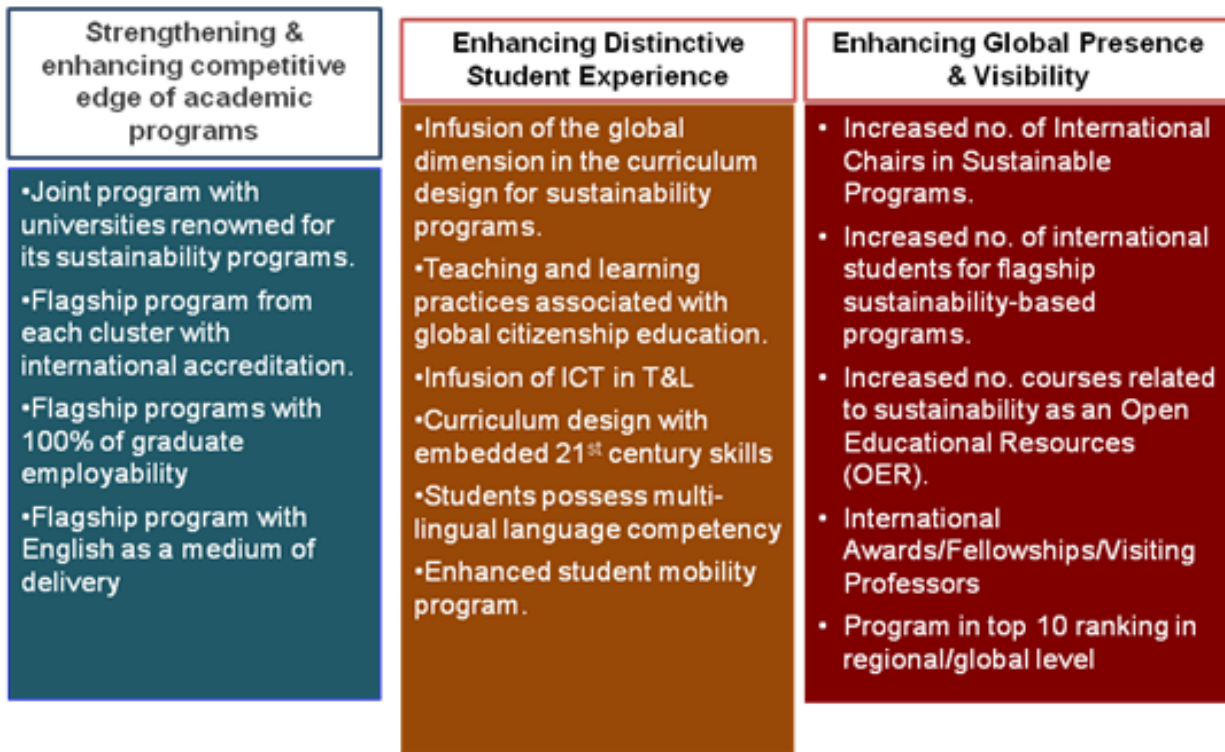 Strengthening &
enhancing competitive
edge of academic
programs
•Joint program with
universities renowned for
its sustainability programs.
•Flagship program from
each cluster with
international accreditation.
•Flagship programs with
100% of graduate
employability
•Flagship program with
English as a medium of
delivery
Enhancing Distinctive
Student Experience
•Infusion of the global
dimension in the curriculum
design for sustainability
programs.
•Teaching and learning
practices associated with
global citizenship education.
•Infusion of ICT in T&L
•Curriculum design with
embedded 21st century skills
•Students possess multi-
lingual language competency
•Enhanced student mobility
program.
Enhancing Global Presence
& Visibility
• Increased no. of International
Chairs in Sustainable
Programs.
• Increased no. of international
students for flagship
sustainability-based
programs.
• Increased no. courses related
to sustainability as an Open
Educational Resources
(OER).
• International
Awards/Fellowships/Visiting
Professors
• Program in top 10 ranking in
regional/global level